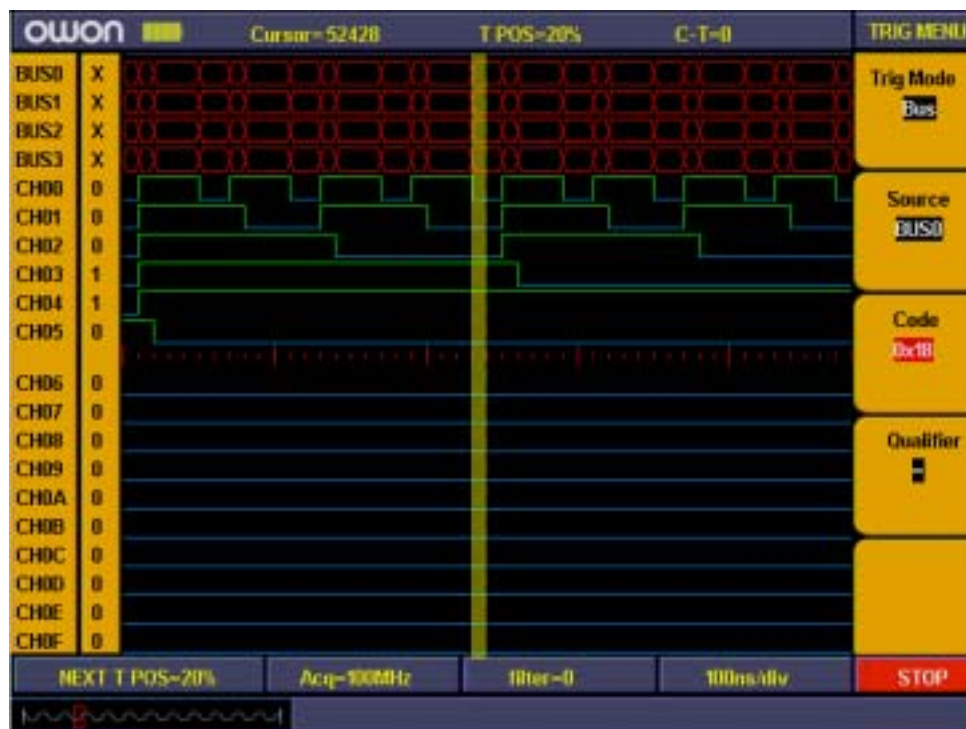 owon Cursor=52428 T POS=20% C-T=0 TRIG MENU
BUS0 X
BUS1 X
BUS2 X
BUS3 X
CH00 0
CH01 0
CH02 0
CH03 1
CH04 1
CH05 0
CH06 0
CH07 0
CH08 0
CH09 0
CH0A 0
CH0B 0
CH0C 0
CH0D 0
CH0E 0
CH0F 0
Trig Mode
Bus
Source
BUS0
Code
0x18
Qualifier
=
NEXT T POS=20% Acq=100MHz filter=0 100ns/div STOP